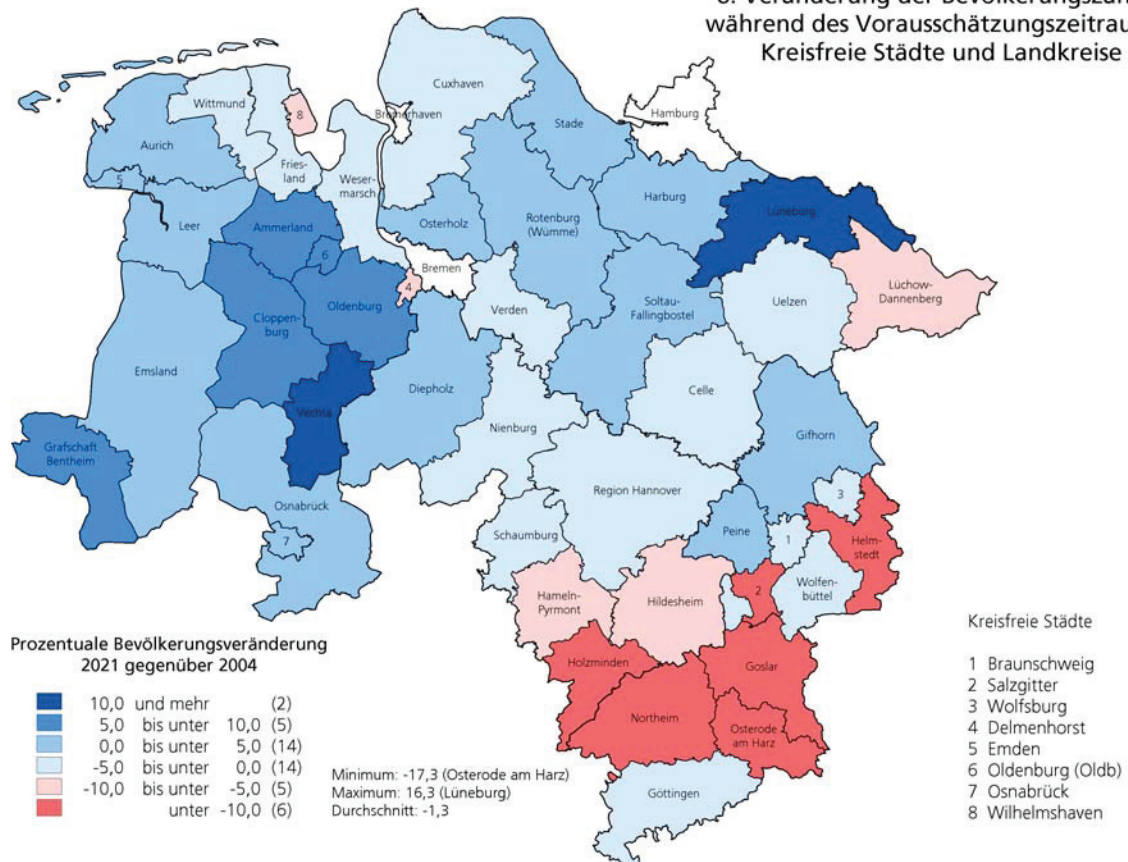 8. Veränderung der Bevölkerungszah
während des Vorausschätzungszeitrau
Kreisfreie Städte und Landkreise
Cuxhaven
Wittmund
8
Bremerhaven
Hamburg
Stade
Aurich
Fries-
land
Weser-
marsch
5
Leer
Ammerland
Osterholz
Rotenburg
(Wümme)
Harburg
Lüneburg
6
Bremen
4
Oldenburg
Verden
Soltau-
Fallingbostel
Uelzen
Lüchow-
Dannenberg
Cloppen-
burg
Emsland
Diepholz
Celle
Vechta
Nienburg
Gifhorn
Grafschaft
Bentheim
Region Hannover
3
Osnabrück
Schaumburg
Peine
1
Helm-
stedt
7
Wolfen-
büttel
2
Hameln-
Pyrmont
Hildesheim
Holzminden
Goslar
Northeim
Osterode
am Harz
Göttingen
Prozentuale Bevölkerungsveränderung
2021 gegenüber 2004
10,0 und mehr (2)
5,0 bis unter 10,0 (5)
0,0 bis unter 5,0 (14)
-5,0 bis unter 0,0 (14)
-10,0 bis unter -5,0 (5)
unter -10,0 (6)
Minimum: -17,3 (Osterode am Harz)
Maximum: 16,3 (Lüneburg)
Durchschnitt: -1,3
Kreisfreie Städte
1 Braunschweig
2 Salzgitter
3 Wolfsburg
4 Delmenhorst
5 Emden
6 Oldenburg (Oldb)
7 Osnabrück
8 Wilhelmshaven